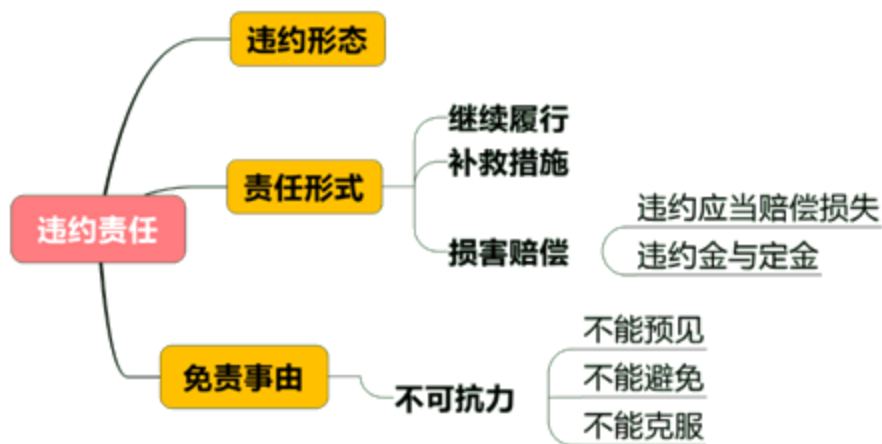 违约形态
继续履行
补救措施
责任形式
违约责任
违约应当赔偿损失
损害赔偿
违约金与定金
不能预见
免责事由
不可抗力
不能避免
不能克服